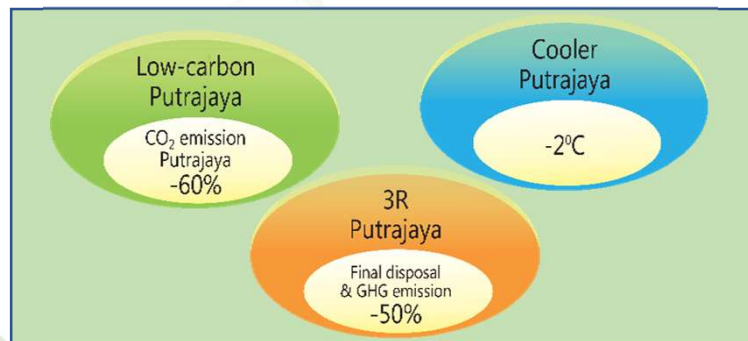 Low-carbon
Putrajaya
CO₂ emission
Putrajaya
-60%
Cooler
Putrajaya
-2⁰C
3R
Putrajaya
Final disposal
& GHG emission
-50%